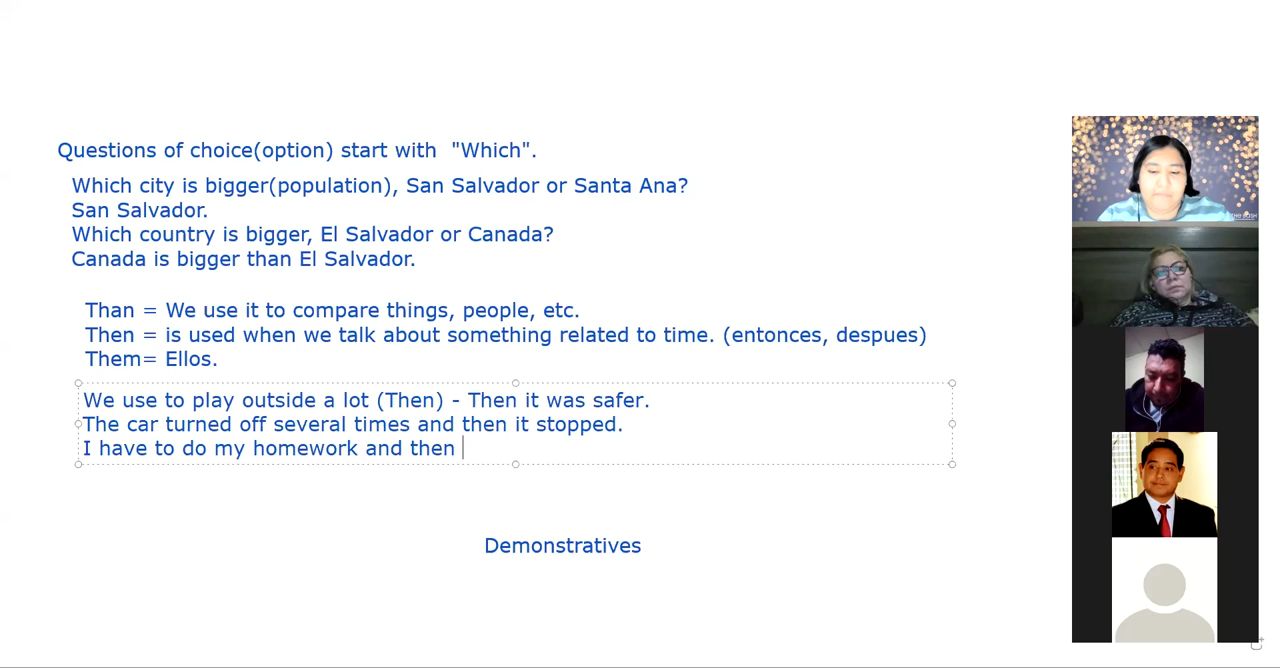 Questions of choice(option) start with "Which".
Which city is bigger(population), San Salvador or Santa Ana?
San Salvador.
Which country is bigger, El Salvador or Canada?
Canada is bigger than El Salvador.
Than = We use it to compare things, people, etc.
Then = is used when we talk about something related to time. (entonces, despues)
Them= Ellos.
We use to play outside a lot (Then) - Then it was safer.
The car turned off several times and then it stopped.
I have to do my homework and then
Demonstratives